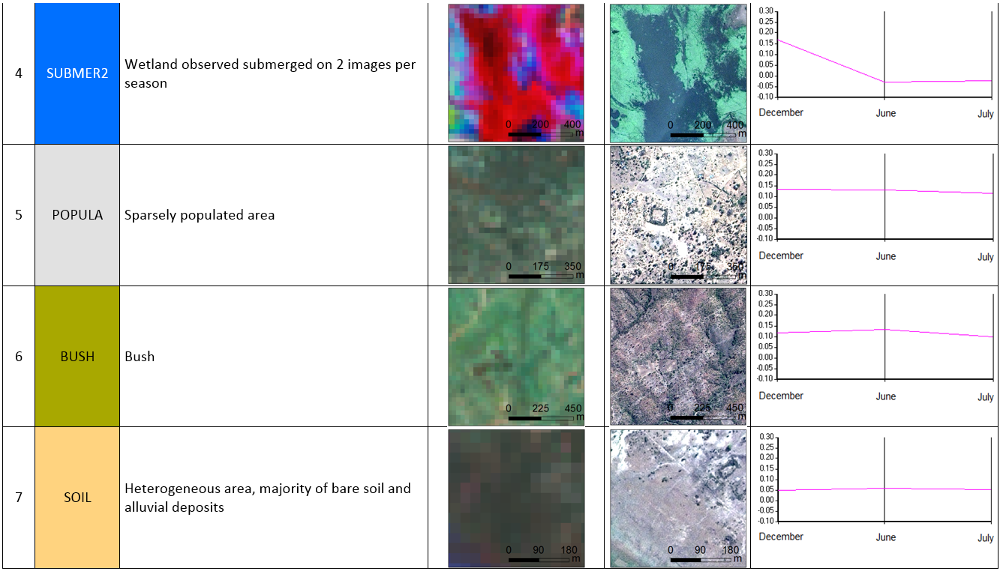 4
SUBMER2
Wetland observed submerged on 2 images per
season
0 200 400
m
0 200 400
m
0.30
0.25
0.20
0.15
0.10
0.05
0.00
-0.05
-0.10
December June July
5
POPULA
Sparsely populated area
0 175 350
m
0 175 350
m
0.30
0.25
0.20
0.15
0.10
0.05
0.00
-0.05
-0.10
December June July
6
BUSH
Bush
0 225 450
m
0 225 450
m
0.30
0.25
0.20
0.15
0.10
0.05
0.00
-0.05
-0.10
December June July
7
SOIL
Heterogeneous area, majority of bare soil and
alluvial deposits
0 90 180
m
0 90 180
m
0.30
0.25
0.20
0.15
0.10
0.05
0.00
-0.05
-0.10
December June July